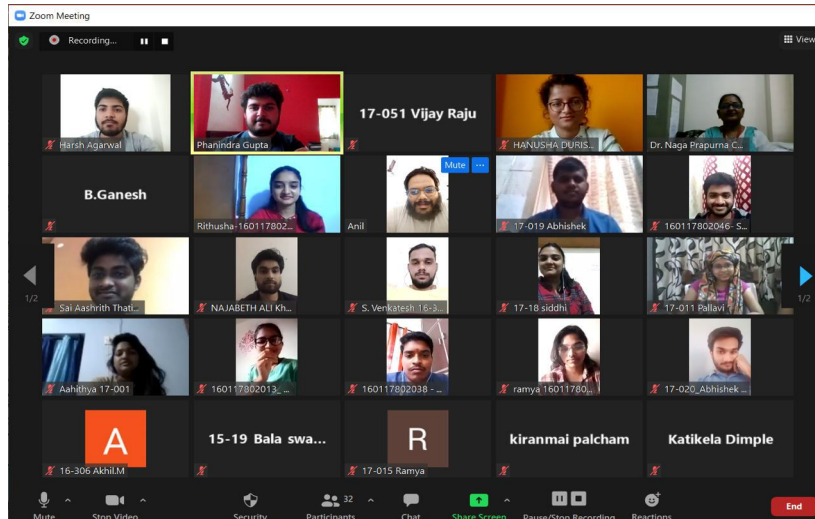 Zoom Meeting
Recording...
View
Harsh Agarwal
Phanindra Gupta
17-051 Vijay Raju
HANUSHA DURIS...
Dr. Naga Prapurna C...
B.Ganesh
Rithusha-160117802...
Mute ...
Anil
17-019 Abhishek
160117802046- S...
1/2
Sai Aashrith Thati...
NAJABETH ALI Kh...
S. Venkatesh 16-3...
17-18 siddhi
17-011 Pallavi
1/2
Aahithya 17-001
160117802013_ ...
160117802038 - ...
ramya 16011780...
17-020_Abhishek ...
A
16-306 Akhil.M
15-19 Bala swa...
R
17-015 Ramya
kiranmai palcham
Katikela Dimple
Mute
Stop Video
Security
Participants
32
Chat
Share Screen
Pause/Stop Recording
Reactions
End